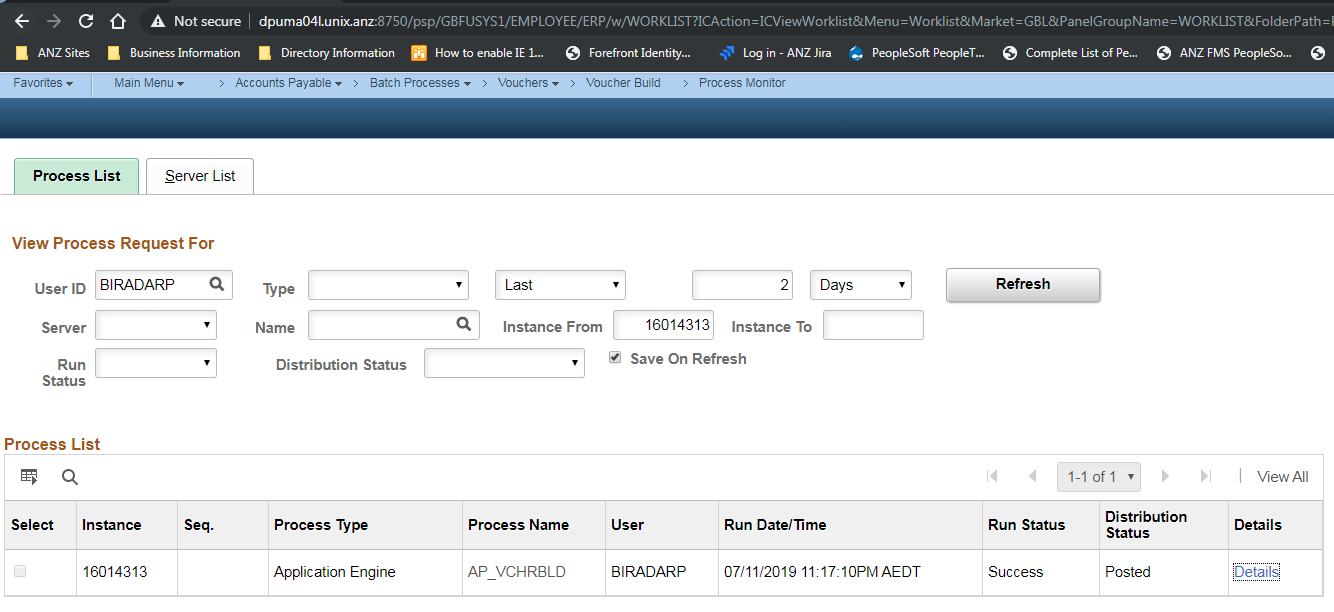 Not secure | dpuma04l.unix.anz:8750/psp/GBFUSYS1/EMPLOYEE/ERP/w/WORKLIST?ICAction=ICViewWorklist&Menu=Worklist&Market=GBL&PanelGroupName=WORKLIST&FolderPath=
ANZ Sites Business Information Directory Information How to enable IE 1... Forefront Identity... Log in - ANZ Jira PeopleSoft PeopleT... Complete List of Pe... ANZ FMS PeopleSo...
Favorites Main Menu > Accounts Payable > Batch Processes > Vouchers > Voucher Build > Process Monitor
Process List Server List
View Process Request For
User ID BIRADARP Type Last 2 Days Refresh
Server Name Instance From 16014313 Instance To
Run Status Distribution Status Save On Refresh
Process List
1-1 of 1 | View All
Select Instance Seq. Process Type Process Name User Run Date/Time Run Status Distribution Status Details
16014313 Application Engine AP_VCHRBLD BIRADARP 07/11/2019 11:17:10PM AEDT Success Posted Details